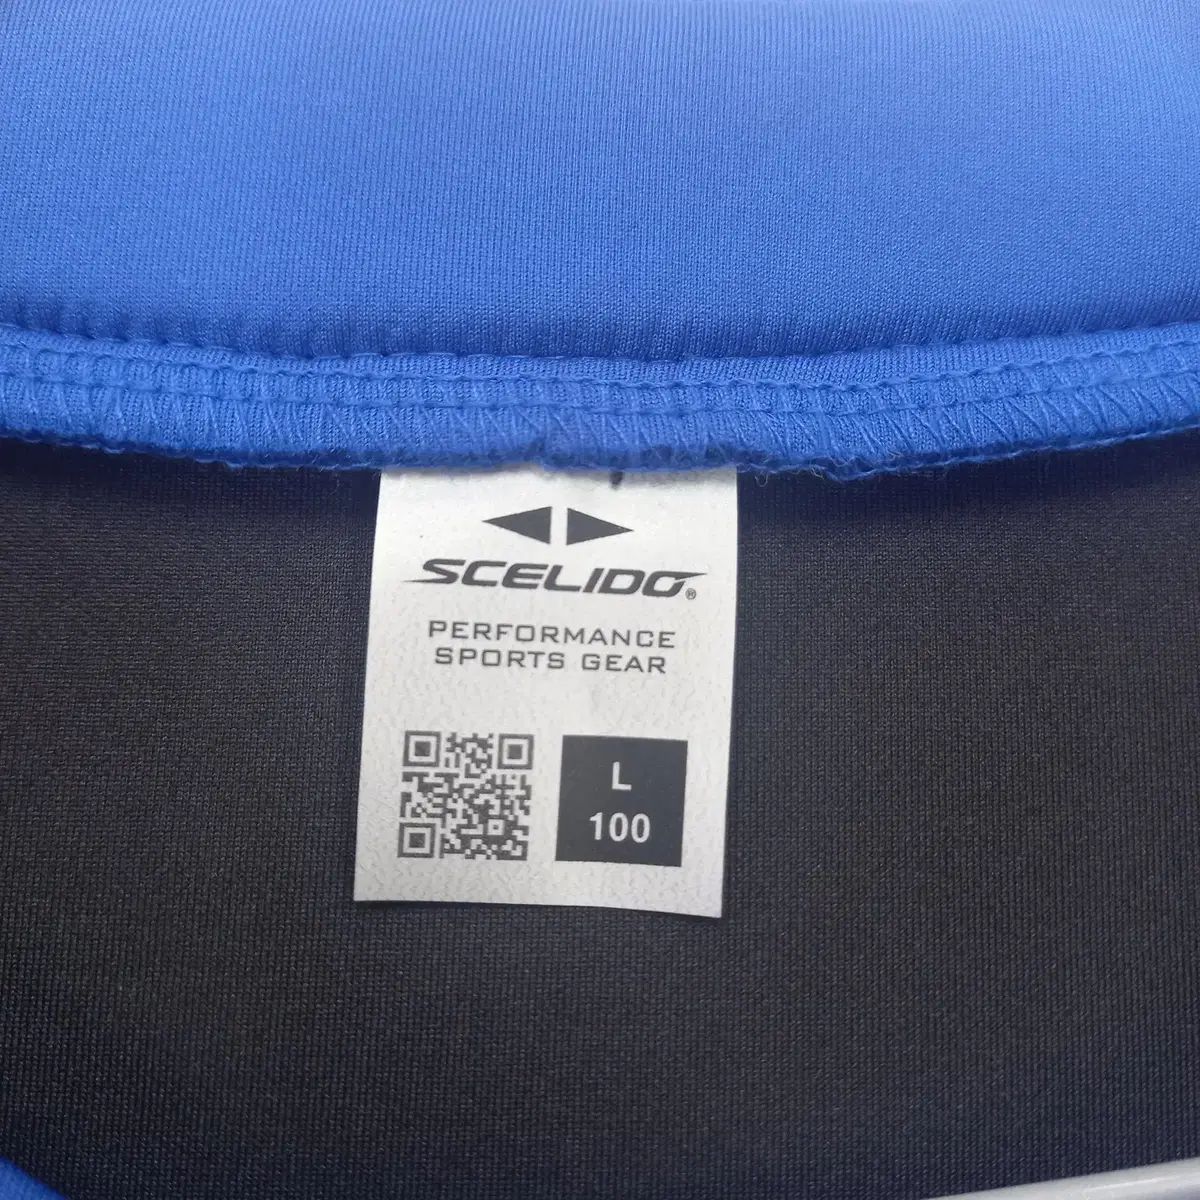 SCELIDO®
PERFORMANCE
SPORTS GEAR
L
100